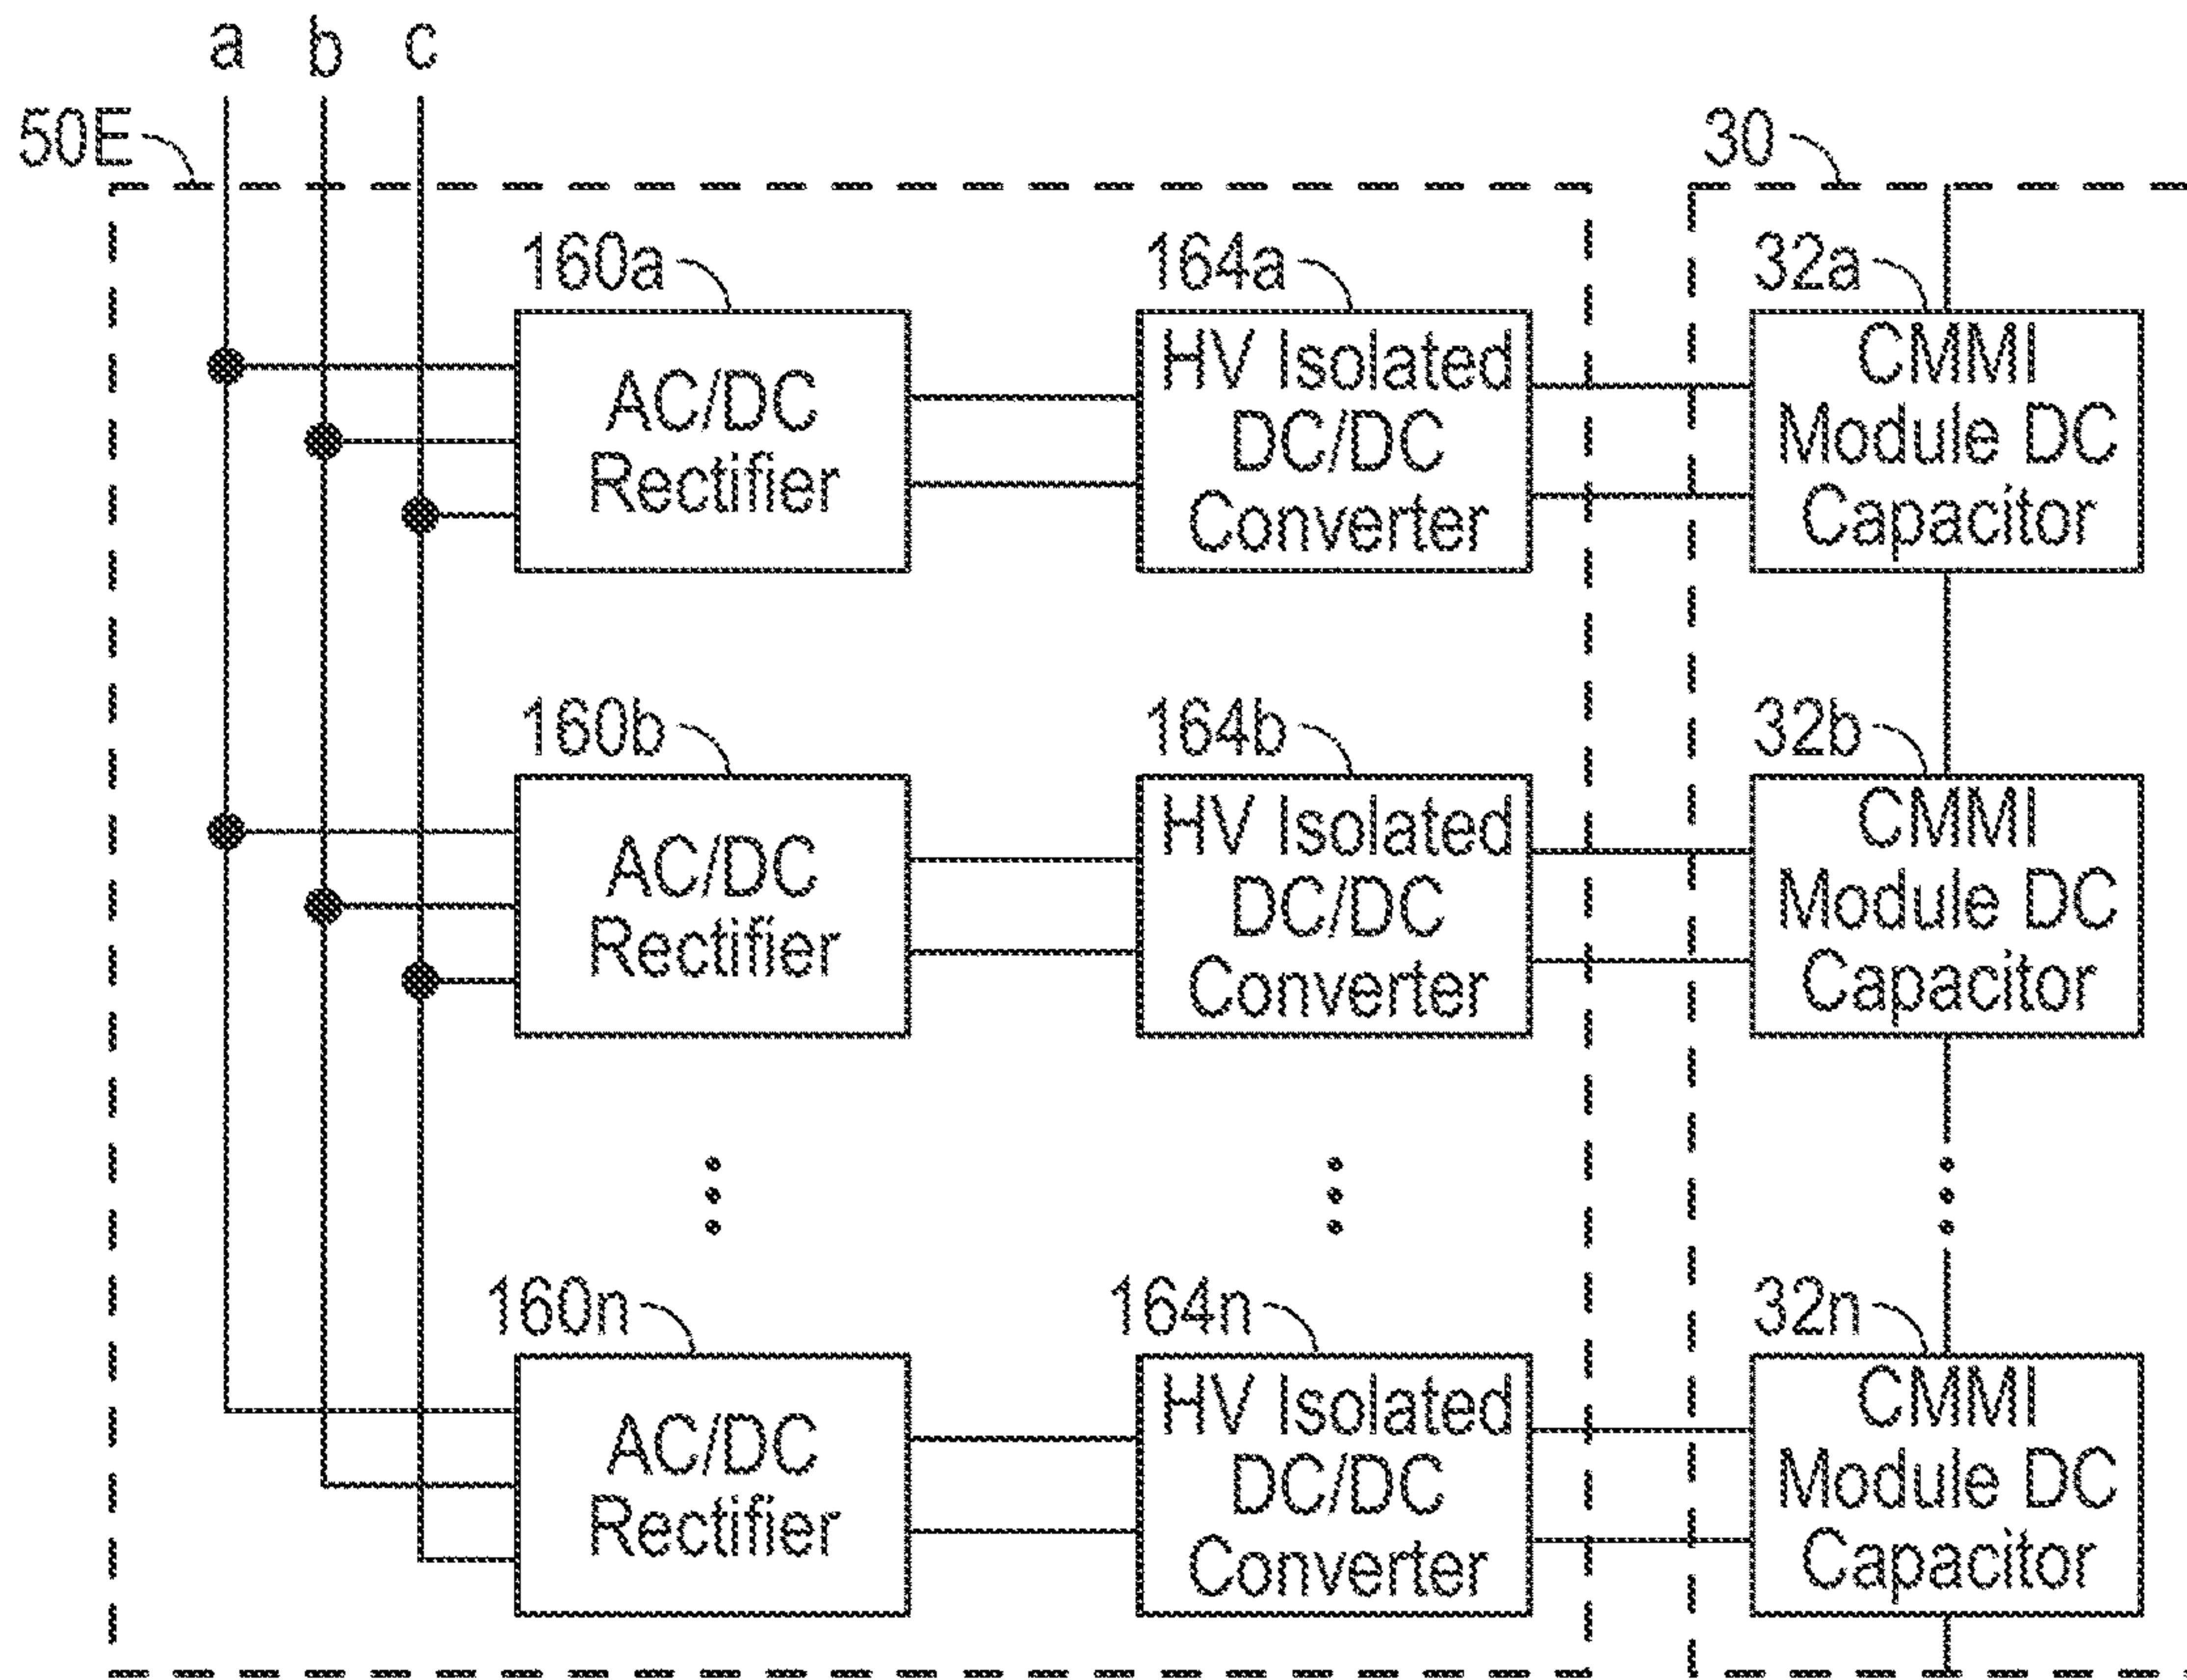 a b c
50E
30
160a
164a
32a
AC/DC
Rectifier
HV Isolated
DC/DC
Converter
CMMI
Module DC
Capacitor
160b
164b
32b
AC/DC
Rectifier
HV Isolated
DC/DC
Converter
CMMI
Module DC
Capacitor
160n
164n
32n
AC/DC
Rectifier
HV Isolated
DC/DC
Converter
CMMI
Module DC
Capacitor